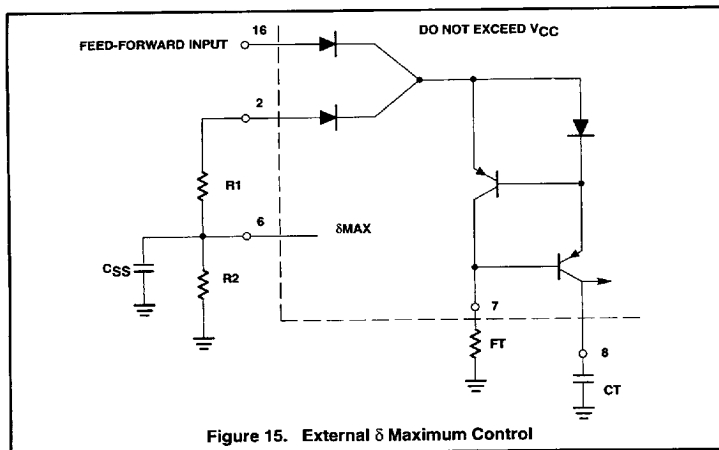 16
DO NOT EXCEED VCC
FEED-FORWARD INPUT
2
R1
6
δMAX
CSS
R2
7
FT
8
CT
Figure 15. External δ Maximum Control